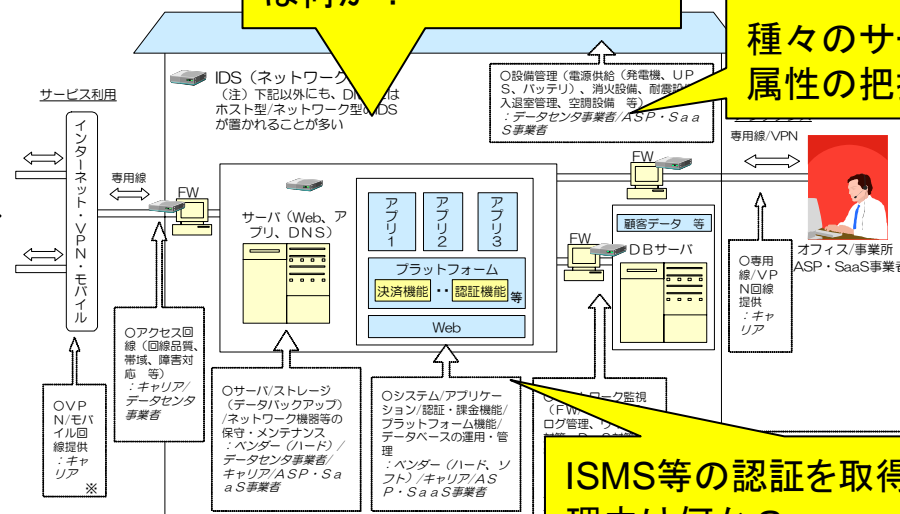 は何か？
種々のサ
属性の把
IDS（ネットワーク
（注）下記以外にも、DM は
ホスト型/ネットワーク型 IDS
が置かれることが多い
〇設備管理（電源供給（発電機、UP
S、バッテリ）、消火設備、耐震設
入退室管理、空調設備　等）
：データセンタ事業者/ASP・Saa
S事業者
サービス利用
インターネット・VPN・モバイル
専用線
FW
専用線/VPN
FW
サーバ（Web、ア
プリ、DNS）
アプリ1
アプリ2
アプリ3
プラットフォーム
決済機能
・・
認証機能
等
Web
FW
顧客データ　等
DBサーバ
オフィス/事業所
ASP・SaaS事業者
〇専用
線/VP
N回線
提供
：キャ
リア
〇アクセス回
線（回線品質、
帯域、障害対
応　等）
：キャリア/
データセンタ
事業者
〇VP
N/モバ
イル回
線提供
：キャ
リア
※
〇サーバ/ストレージ
（データバックアップ）
/ネットワーク機器等の
保守・メンテナンス
：ベンダー（ハード）/
データセンタ事業者/
キャリア/ASP・Sa
aS事業者
〇システム/アプリケー
ション/認証・課金機能/
プラットフォーム機能/
データベースの運用・管
理
：ベンダー（ハード、ソ
フト）/キャリア/AS
P・SaaS事業者
ワーク監視
（FW
ログ管理、
ISMS等の認証を取得